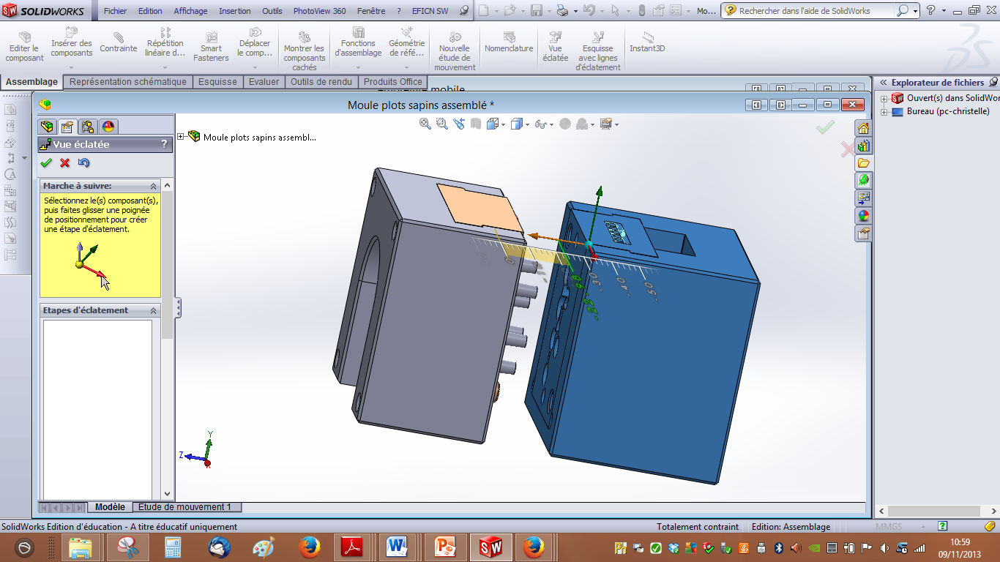 SOLIDWORKS
Fichier Edition Affichage Insertion Outils PhotoView 360 Fenêtre ? EFICN SW
Mo...
Rechercher dans l'aide de SolidWorks
?
Editer le composant
Insérer des composants
Contrainte
Répétition linéaire d...
Smart Fasteners
Déplacer le comp...
Montrer les composants cachés
Fonctions d'assemblage
Géométrie de réfé...
Nouvelle étude de mouvement
Nomenclature
Vue éclatée
Esquisse avec lignes d'éclatement
Instant3D
Assemblage Représentation schématique Esquisse Evaluer Outils de rendu Produits Office
Explorateur de fichiers
Ouvert(s) dans SolidWor
Bureau (pc-christelle)
Moule plots sapins assemblé *
Moule plots sapins assembl...
Vue éclatée ?
Marche à suivre:
Sélectionnez le(s) composant(s),
puis faites glisser une poignée
de positionnement pour créer
une étape d'éclatement.
Etapes d'éclatement
0
-30
-40
-50
Y
Z
Modèle Etude de mouvement 1
SolidWorks Edition d'éducation - A titre éducatif uniquement
Totalement contraint
Edition: Assemblage
MMGS
?
10:59
09/11/2013